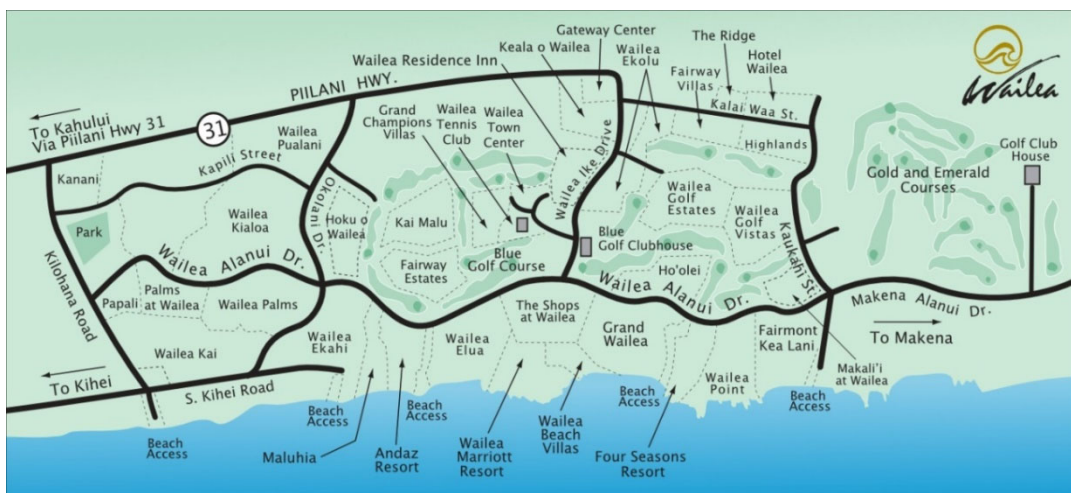 Gateway Center
Keala o Wailea
Wailea
Ekolu
The Ridge
Hotel
Wailea
Wailea
Wailea Residence Inn
Fairway
Villas
PIILANI HWY.
Kalai Waa St.
To Kahului
Via Piilani Hwy 31
31
Grand
Champions
Villas
Wailea
Tennis
Club
Wailea
Town
Center
Wailea
Pualani
Kapili Street
Kanani
Highlands
Golf Club
House
Gold and Emerald
Courses
Okolani Dr.
Wailea Ike Drive
Park
Wailea
Kialoa
Hoku o
Wailea
Kai Malu
Wailea
Golf
Estates
Wailea
Golf
Vistas
Kaukahi St.
Kilohana Road
Wailea Alanui Dr.
Fairway
Estates
Blue
Golf Course
Blue
Golf Clubhouse
Ho'olei
Wailea Alanui Dr.
Papali
Palms
at Wailea
Wailea Palms
The Shops
at Wailea
Makena Alanui Dr.
To Makena
Wailea Kai
Wailea
Ekahi
Wailea
Elua
Grand
Wailea
Fairmont
Kea Lani
Makali'i
at Wailea
To Kihei
S. Kihei Road
Wailea
Point
Beach
Access
Beach
Access
Beach
Access
Beach
Access
Beach
Access
Maluhia
Andaz
Resort
Wailea
Marriott
Resort
Wailea
Beach
Villas
Four Seasons
Resort